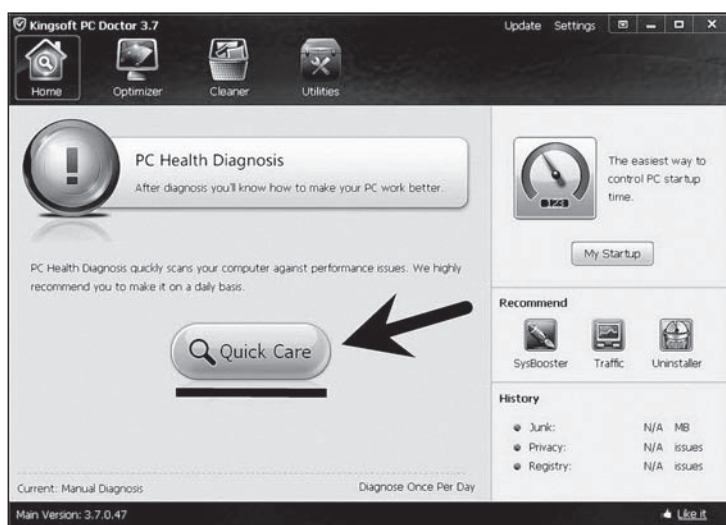 Kingsoft PC Doctor 3.7
Update Settings
Home Optimizer Cleaner Utilities
PC Health Diagnosis
After diagnosis you'll know how to make your PC work better.
PC Health Diagnosis quickly scans your computer against performance issues. We highly
recommend you to make it on a daily basis.
Quick Care
Current: Manual Diagnosis
Diagnose Once Per Day
The easiest way to
control PC startup
time.
123
My Startup
Recommend
SysBooster Traffic Uninstaller
History
Junk: N/A MB
Privacy: N/A issues
Registry: N/A issues
Main Version: 3.7.0.47
Like it